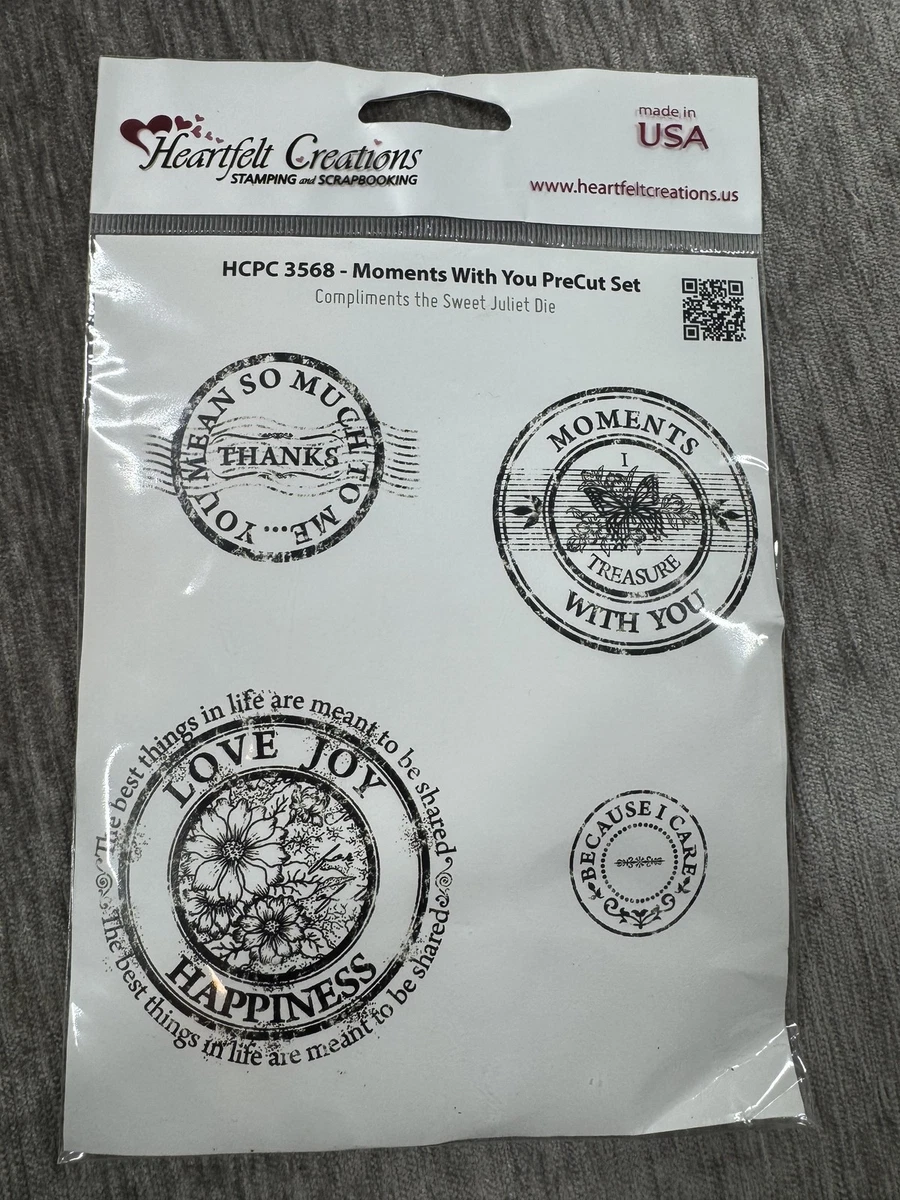 Heartfelt Creations
STAMPING and SCRAPBOOKING
made in
USA
www.heartfeltcreations.us
HCPC 3568 - Moments With You PreCut Set
Compliments the Sweet Juliet Die
YOU MEAN SO MUCH TO ME...
THANKS
MOMENTS
I
TREASURE
WITH YOU
The best things in life are meant to be shared
LOVE JOY
HAPPINESS
The best things in life are meant to be shared
BECAUSE I CARE